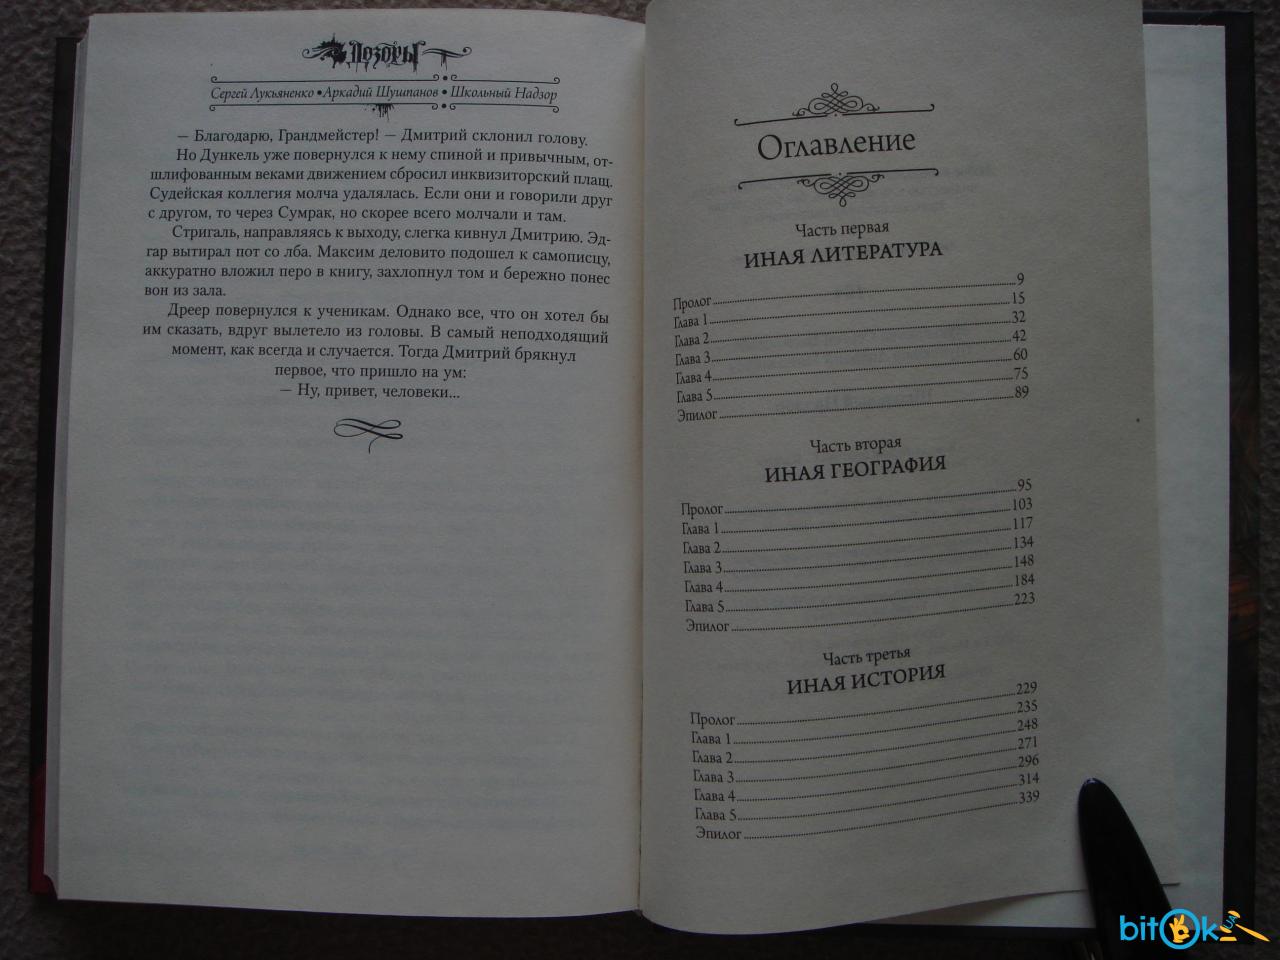 Дозоры
Сергей Лукьяненко • Аркадий Шушпанов • Школьный Надзор
— Благодарю, Грандмейстер! — Дмитрий склонил голову.
Но Дункель уже повернулся к нему спиной и привычным, от-
шлифованным веками движением сбросил инквизиторский плащ.
Судейская коллегия молча удалялась. Если они и говорили друг
с другом, то через Сумрак, но скорее всего молчали и там.
Стригаль, направляясь к выходу, слегка кивнул Дмитрию. Эд-
гар вытирал пот со лба. Максим деловито подошел к самописцу,
аккуратно вложил перо в книгу, захлопнул том и бережно понес
вон из зала.
Дреер повернулся к ученикам. Однако все, что он хотел бы
им сказать, вдруг вылетело из головы. В самый неподходящий
момент, как всегда и случается. Тогда Дмитрий брякнул
первое, что пришло на ум:
— Ну, привет, человеки...
Оглавление
Часть первая
ИНАЯ ЛИТЕРАТУРА
Пролог 9
Глава 1 15
Глава 2 32
Глава 3 42
Глава 4 60
Глава 5 75
Эпилог 89
Часть вторая
ИНАЯ ГЕОГРАФИЯ
Пролог 95
Глава 1 103
Глава 2 117
Глава 3 134
Глава 4 148
Глава 5 184
Эпилог 223
Часть третья
ИНАЯ ИСТОРИЯ
Пролог 229
Глава 1 235
Глава 2 248
Глава 3 271
Глава 4 296
Глава 5 314
Эпилог 339
bitOk UA